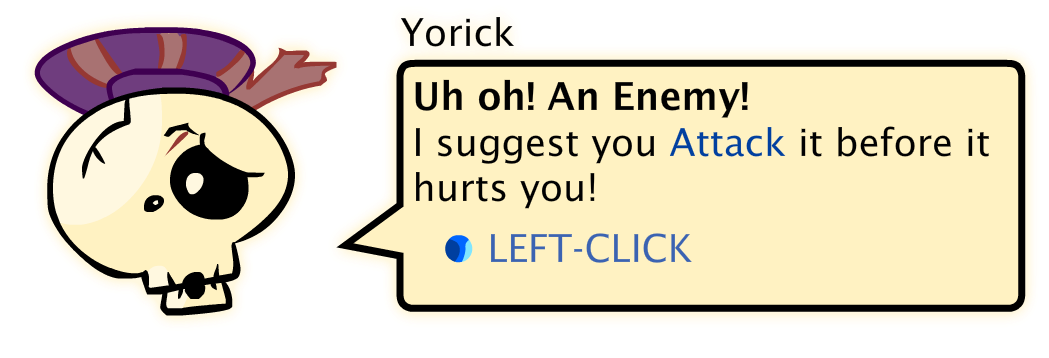 Yorick
Uh oh! An Enemy!
I suggest you Attack it before it
hurts you!
LEFT-CLICK